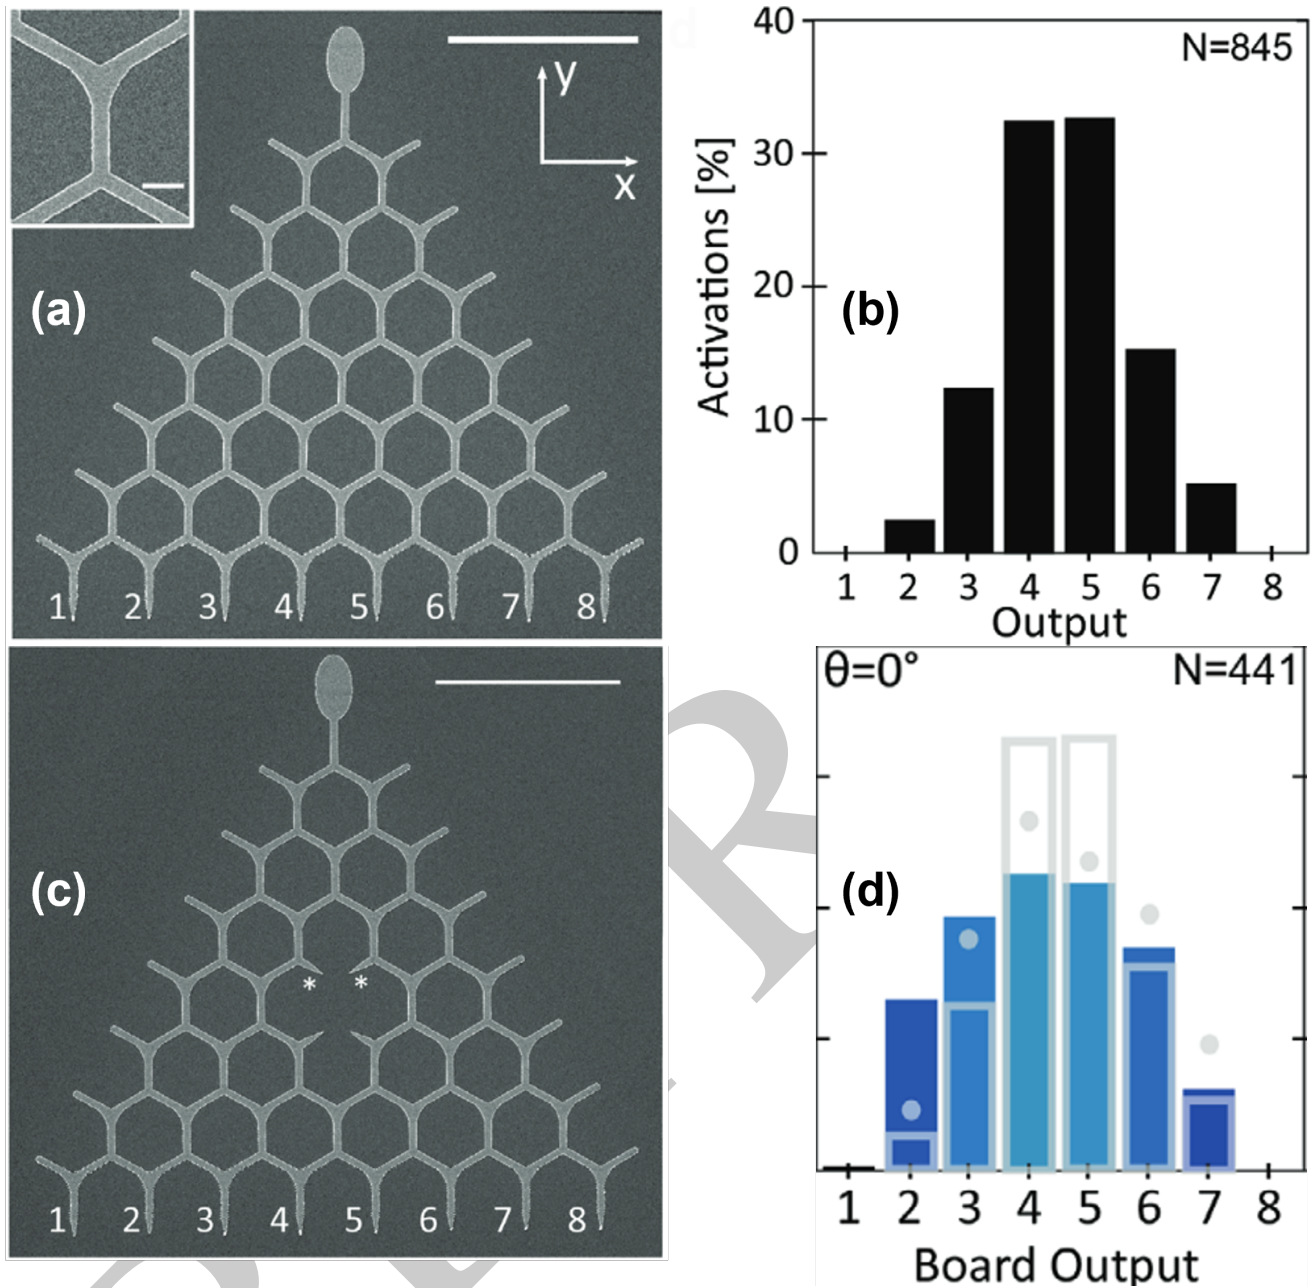 y
x
(a)
1 2 3 4 5 6 7 8
d
N=845
40
30
20
10
0
Activations [%]
(b)
1 2 3 4 5 6 7 8
Output
(c)
* *
1 2 3 4 5 6 7 8
θ=0° N=441
(d)
1 2 3 4 5 6 7 8
Board Output
R